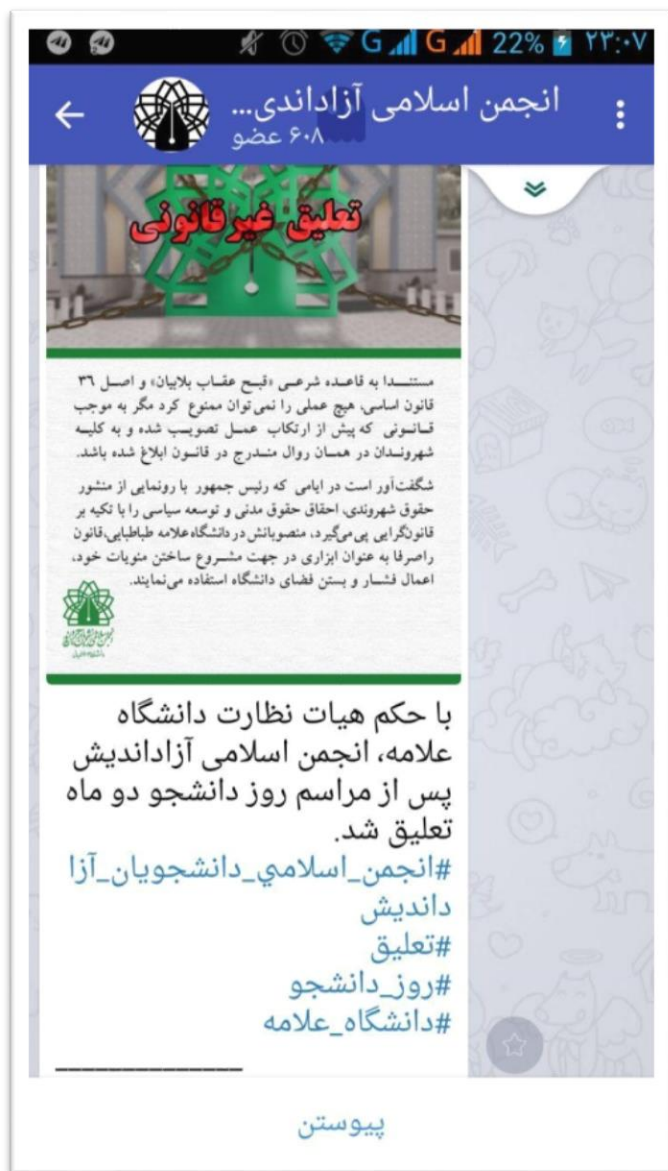 22% ۲۳:۰۷
G G
انجمن اسلامی آزاداندی...
۶۰۸ عضو
تعلیق غیرقانونی
مستندا به قاعده شرعی «قبح عقاب بلابیان» و اصل ۳۶
قانون اساسی، هیچ عملی را نمی‌توان ممنوع کرد مگر به موجب
قانونی که پیش از ارتکاب عمل تصویب شده و به کلیه
شهروندان در همان روال مندرج در قانون ابلاغ شده باشد.
شگفت‌آور است در ایامی که رئیس جمهور با رونمایی از منشور
حقوق شهروندی، احقاق حقوق مدنی و توسعه سیاسی را با تکیه بر
قانون‌گرایی پی می‌گیرد، منصوبانش در دانشگاه علامه طباطبایی، قانون
راصرفا به عنوان ابزاری در جهت مشروع ساختن منویات خود،
اعمال فشار و بستن فضای دانشگاه استفاده می‌نمایند.
با حکم هیات نظارت دانشگاه
علامه، انجمن اسلامی آزاداندیش
پس از مراسم روز دانشجو دو ماه
تعلیق شد.
#انجمن_اسلامي_دانشجویان_آزا
داندیش
#تعلیق
#روز_دانشجو
#دانشگاه_علامه
پیوستن